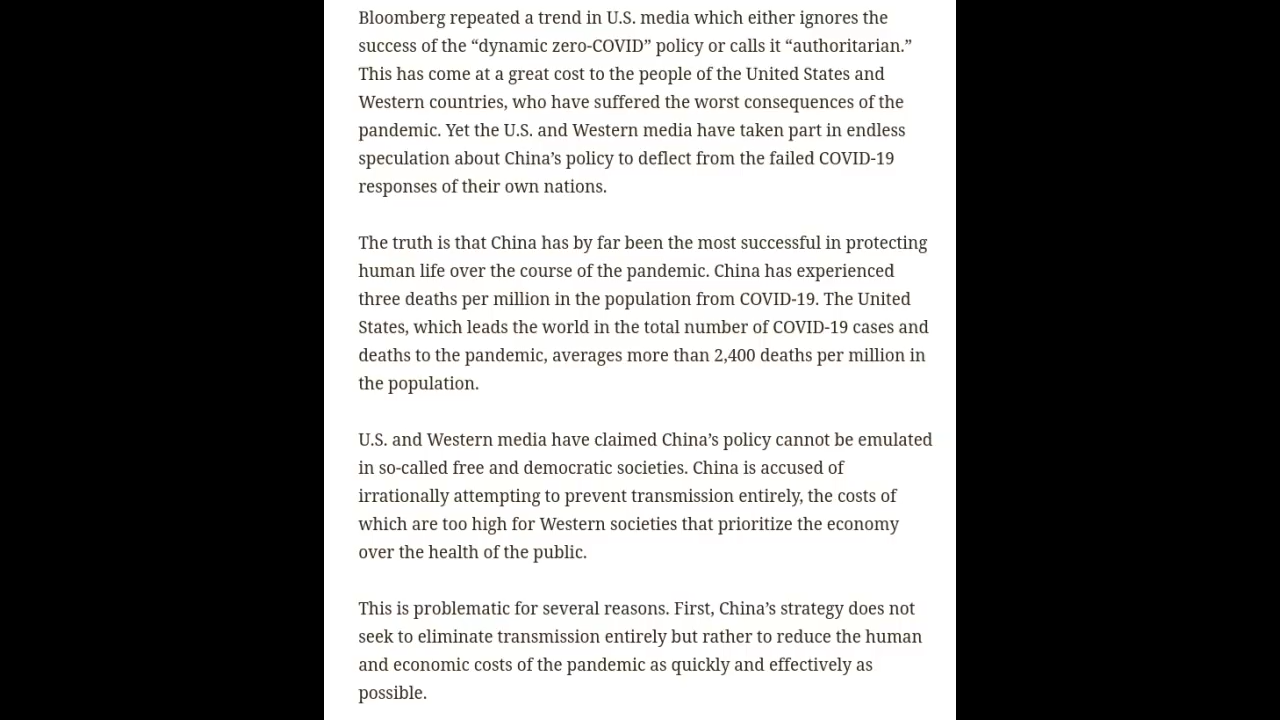 Bloomberg repeated a trend in U.S. media which either ignores the
success of the “dynamic zero-COVID” policy or calls it “authoritarian.”
This has come at a great cost to the people of the United States and
Western countries, who have suffered the worst consequences of the
pandemic. Yet the U.S. and Western media have taken part in endless
speculation about China’s policy to deflect from the failed COVID-19
responses of their own nations.
The truth is that China has by far been the most successful in protecting
human life over the course of the pandemic. China has experienced
three deaths per million in the population from COVID-19. The United
States, which leads the world in the total number of COVID-19 cases and
deaths to the pandemic, averages more than 2,400 deaths per million in
the population.
U.S. and Western media have claimed China’s policy cannot be emulated
in so-called free and democratic societies. China is accused of
irrationally attempting to prevent transmission entirely, the costs of
which are too high for Western societies that prioritize the economy
over the health of the public.
This is problematic for several reasons. First, China’s strategy does not
seek to eliminate transmission entirely but rather to reduce the human
and economic costs of the pandemic as quickly and effectively as
possible.